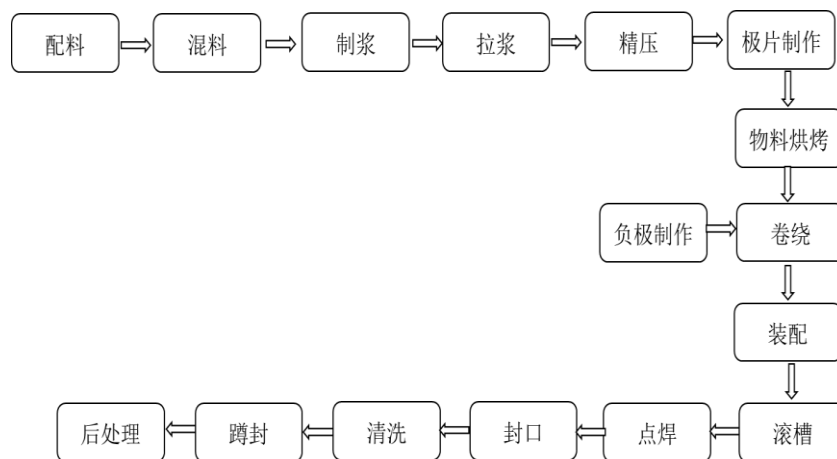 配料
混料
制浆
拉浆
精压
极片制作
物料烘烤
负极制作
卷绕
装配
滚槽
点焊
封口
清洗
蹲封
后处理